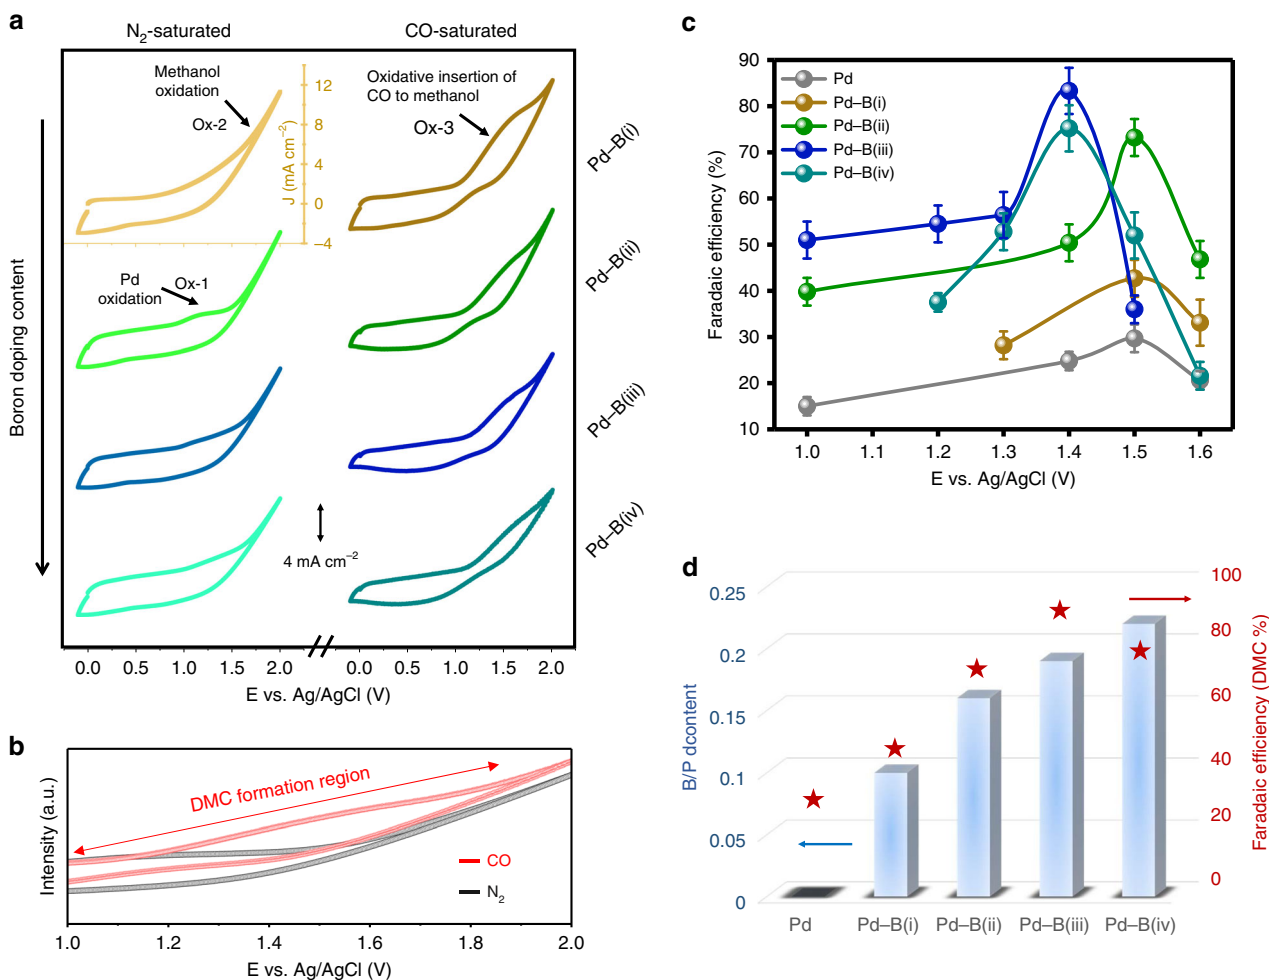 a
N2-saturated
CO-saturated
Methanol
oxidation
Ox-2
Oxidative insertion of
CO to methanol
Ox-3
12
8
4
0
−4
J (mA cm−2)
Pd–B(i)
Pd
oxidation
Ox-1
Pd–B(ii)
Pd–B(iii)
Pd–B(iv)
4 mA cm−2
Boron doping content
0.0 0.5 1.0 1.5 2.0 0.0 0.5 1.0 1.5 2.0
E vs. Ag/AgCl (V)
b
Intensity (a.u.)
DMC formation region
CO
N2
1.0 1.2 1.4 1.6 1.8 2.0
E vs. Ag/AgCl (V)
c
Faradaic efficiency (%)
90
80
70
60
50
40
30
20
10
Pd
Pd–B(i)
Pd–B(ii)
Pd–B(iii)
Pd–B(iv)
1.0 1.1 1.2 1.3 1.4 1.5 1.6
E vs. Ag/AgCl (V)
d
B/P dcontent
0.25
0.2
0.15
0.1
0.05
0
100
80
60
40
20
0
Faradaic efficiency (DMC %)
Pd Pd–B(i) Pd–B(ii) Pd–B(iii) Pd–B(iv)